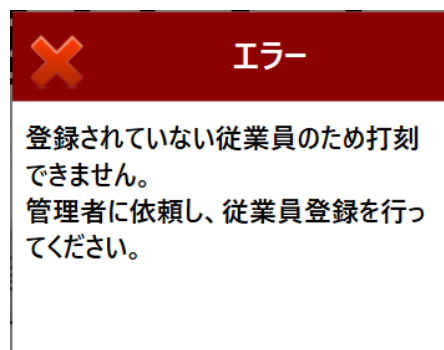 エラー
登録されていない従業員のため打刻
できません。
管理者に依頼し、従業員登録を行っ
てください。